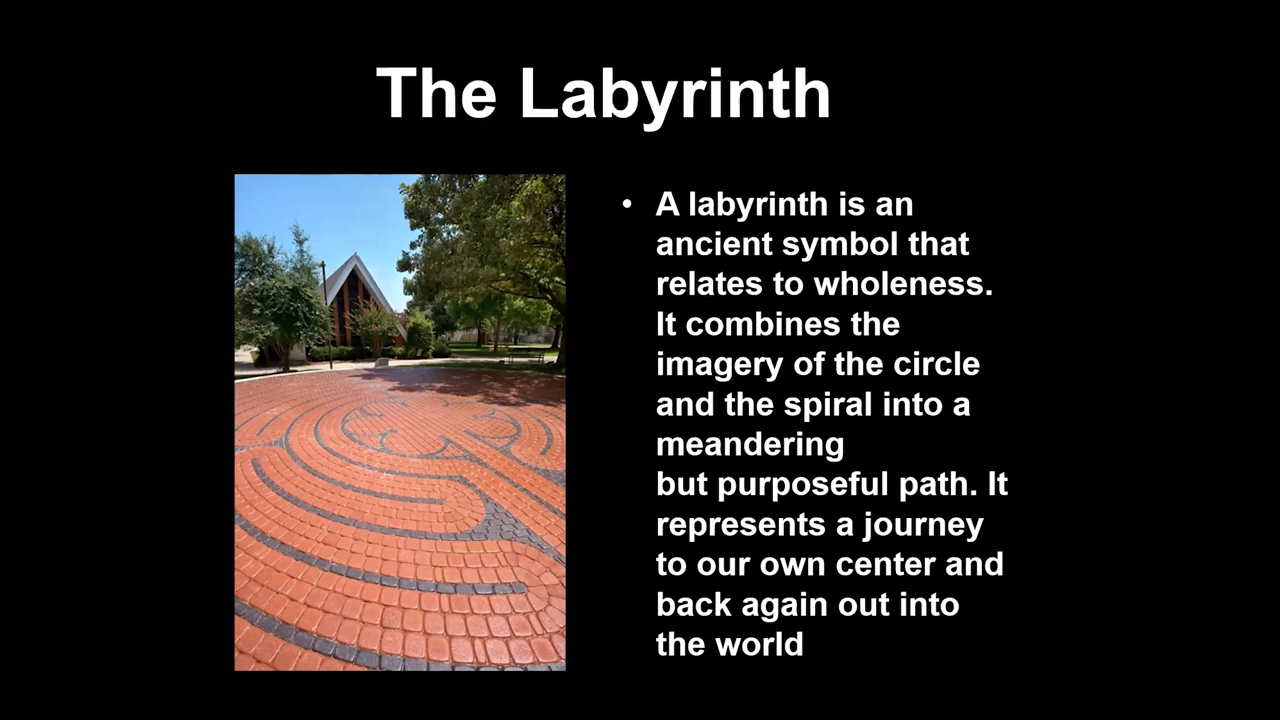 The Labyrinth
• A labyrinth is an
ancient symbol that
relates to wholeness.
It combines the
imagery of the circle
and the spiral into a
meandering
but purposeful path. It
represents a journey
to our own center and
back again out into
the world